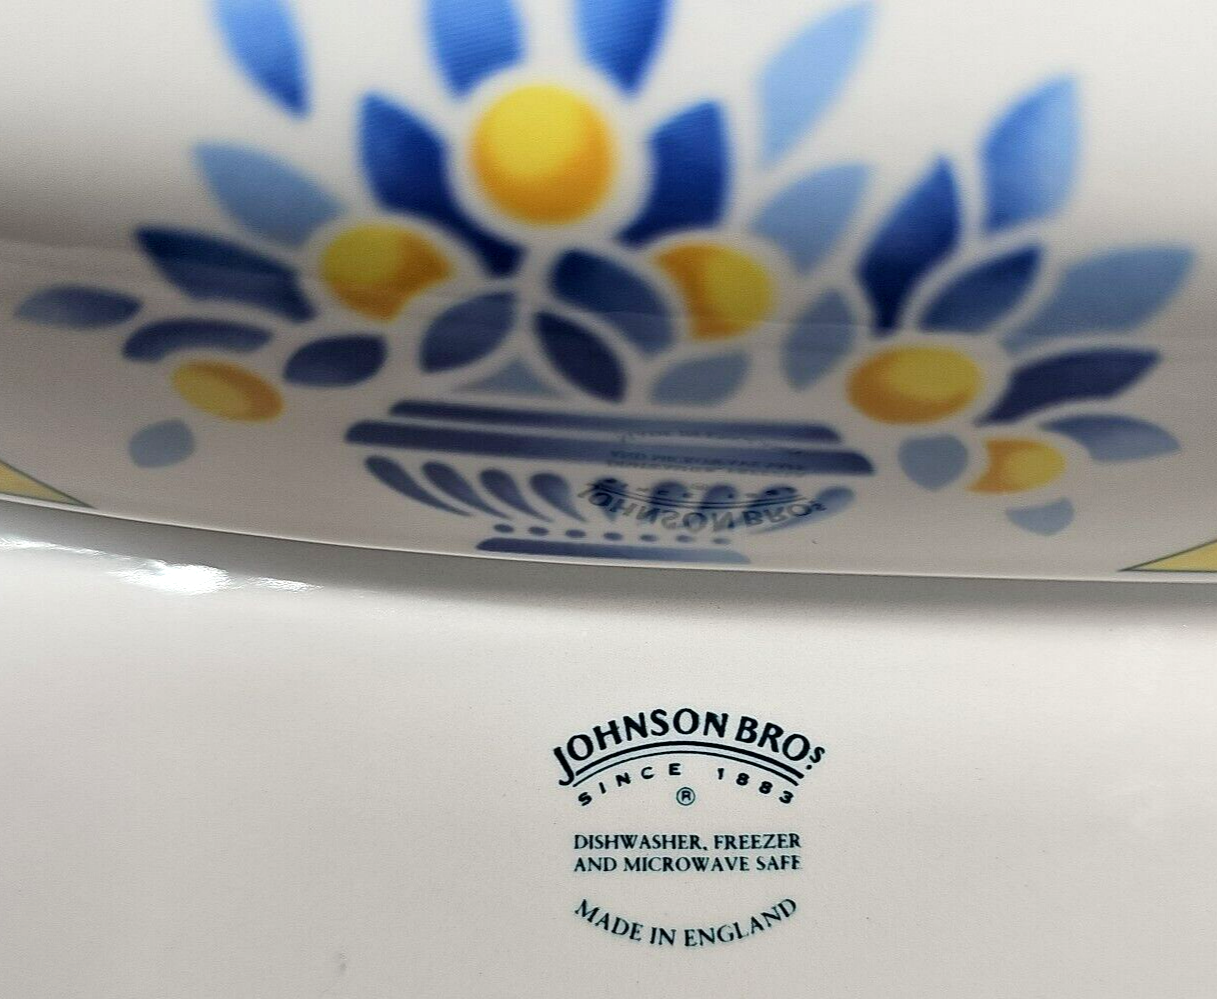 JOHNSON BROS.
SINCE 1883
®
DISHWASHER, FREEZER
AND MICROWAVE SAFE
MADE IN ENGLAND